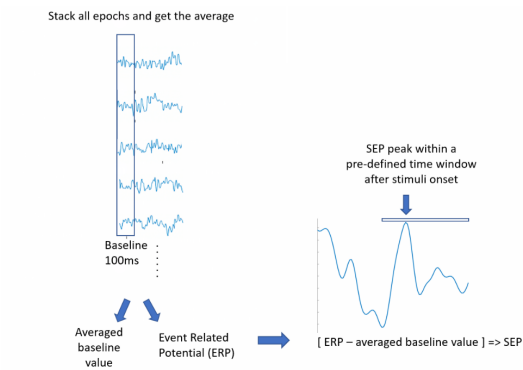 Stack all epochs and get the average
SEP peak within a
pre-defined time window
after stimuli onset
Baseline
100ms
Averaged
baseline
value
Event Related
Potential (ERP)
[ ERP – averaged baseline value ] => SEP